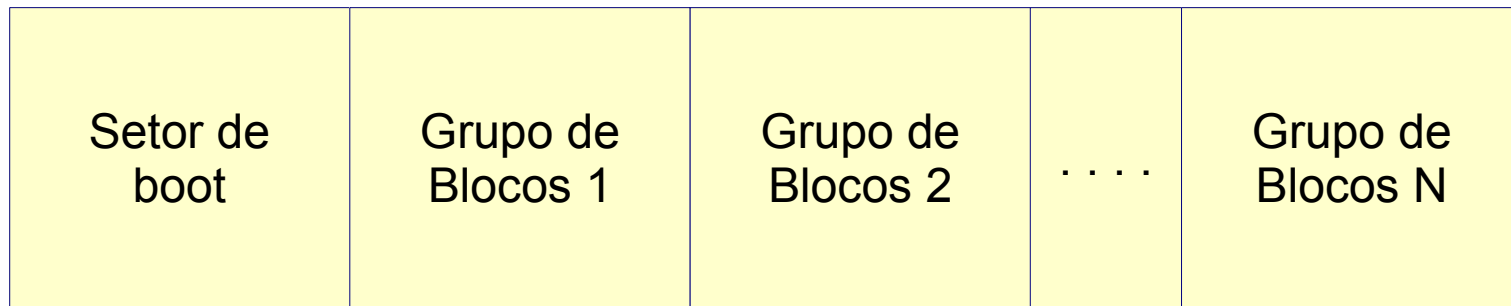 Setor de
boot
Grupo de
Blocos 1
Grupo de
Blocos 2
. . . .
Grupo de
Blocos N